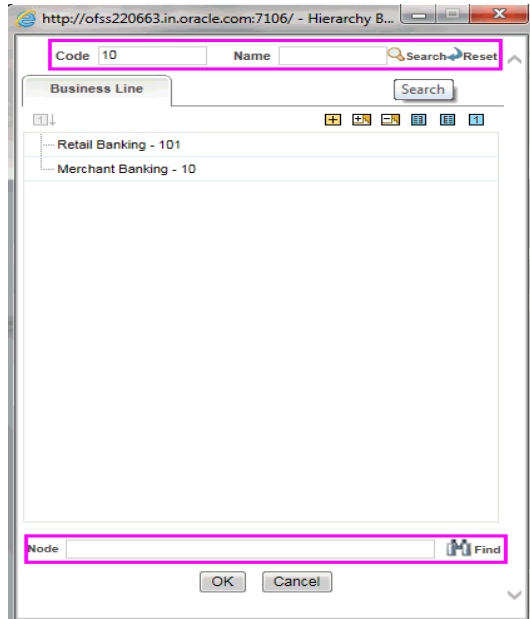 http://ofss220663.in.oracle.com:7106/ - Hierarchy B...
Code 10 Name Search Reset
Business Line Search
1 1
Retail Banking - 101
Merchant Banking - 10
Node Find
OK Cancel